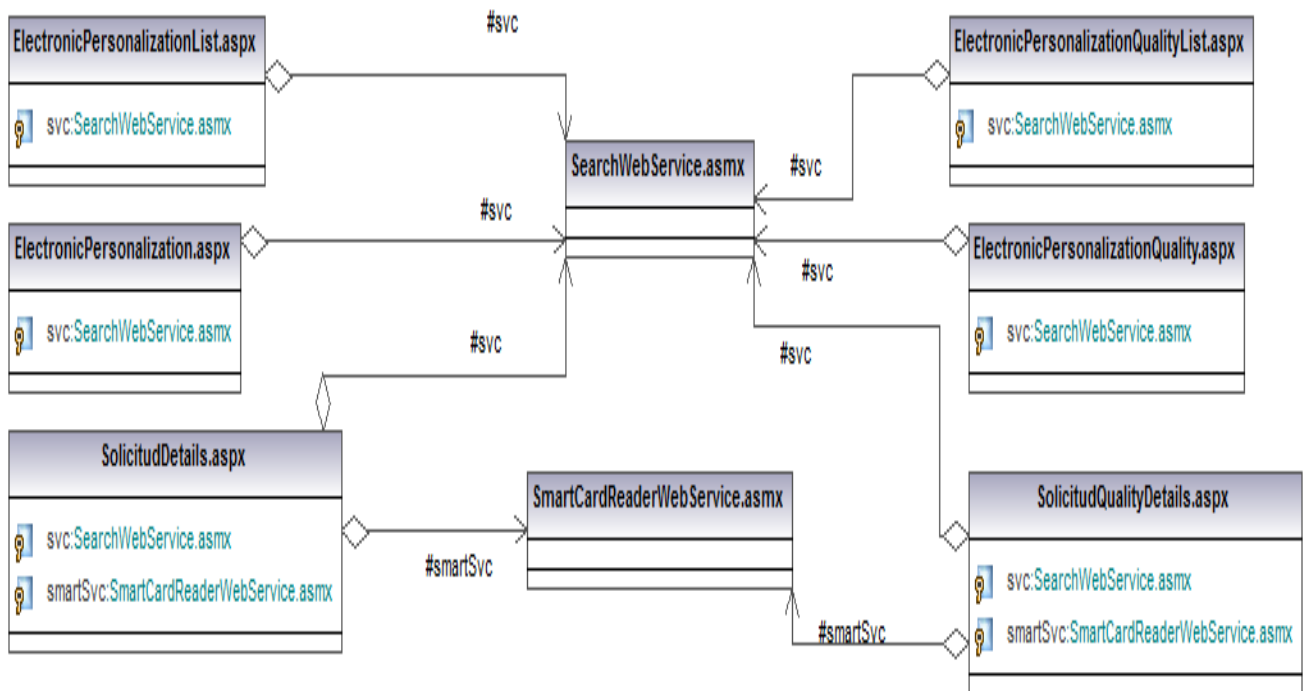 #svc
ElectronicPersonalizationList.aspx
svc:SearchWebService.asmx
ElectronicPersonalizationQualityList.aspx
svc:SearchWebService.asmx
SearchWebService.asmx
#svc
#svc
ElectronicPersonalization.aspx
svc:SearchWebService.asmx
ElectronicPersonalizationQuality.aspx
svc:SearchWebService.asmx
#svc
#svc
#svc
SolicitudDetails.aspx
svc:SearchWebService.asmx
smartSvc:SmartCardReaderWebService.asmx
SmartCardReaderWebService.asmx
#smartSvc
#smartSvc
SolicitudQualityDetails.aspx
svc:SearchWebService.asmx
smartSvc:SmartCardReaderWebService.asmx